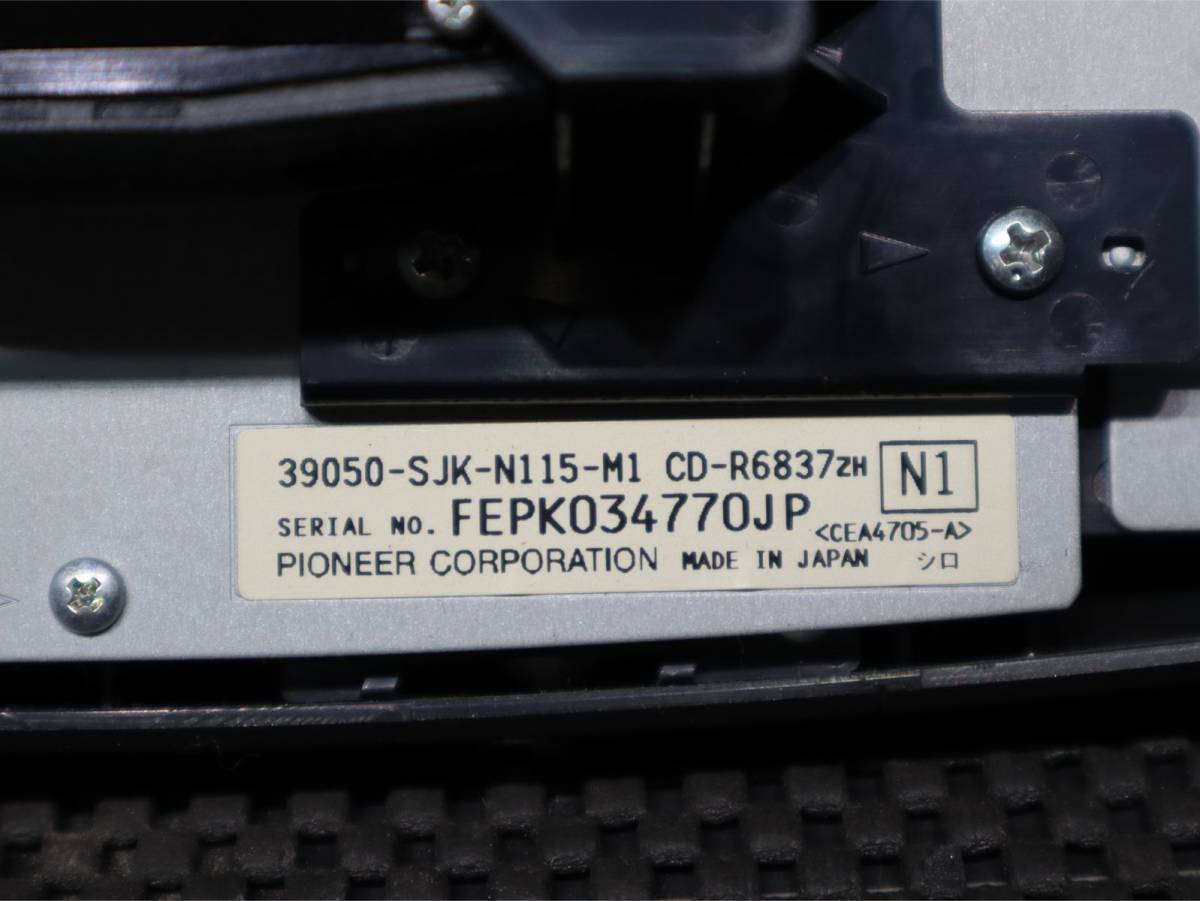 39050-SJK-N115-M1 CD-R6837ZH N1
SERIAL NO. FEPK034770JP <CEA4705-A>
PIONEER CORPORATION MADE IN JAPAN シロ